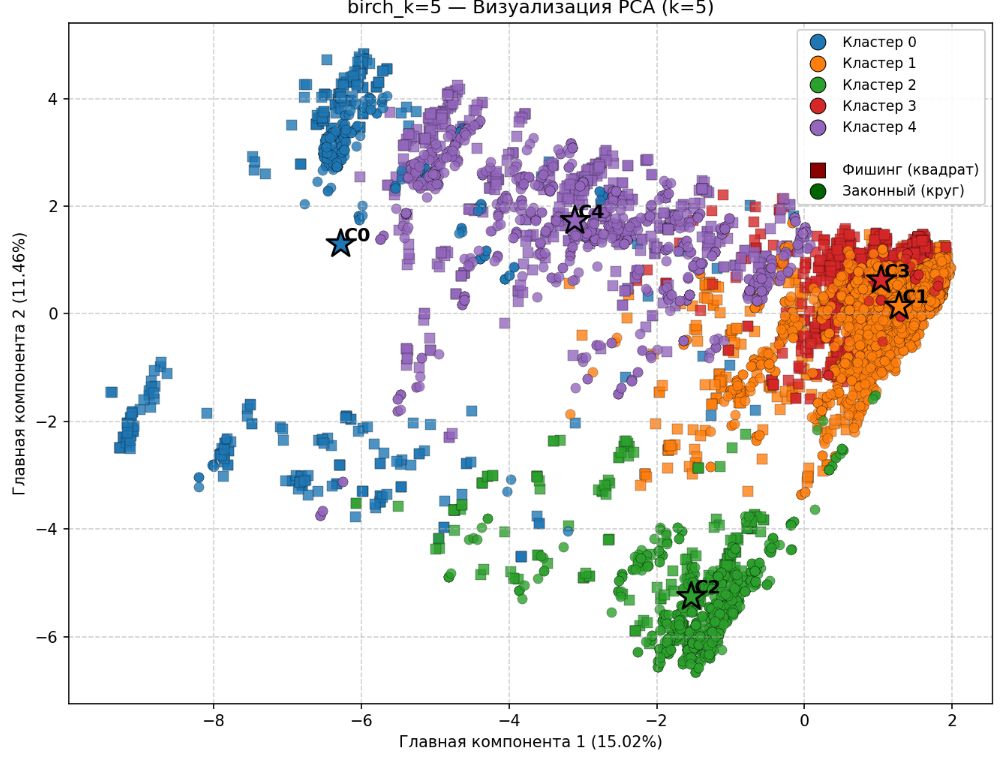 birch_k=5 — Визуализация PCA (k=5)
Кластер 0
Кластер 1
Кластер 2
Кластер 3
Кластер 4
Фишинг (квадрат)
Законный (круг)
4
2
0
−2
−4
−6
C0
C4
C3
C1
C2
Главная компонента 2 (11.46%)
−8
−6
−4
−2
0
2
Главная компонента 1 (15.02%)